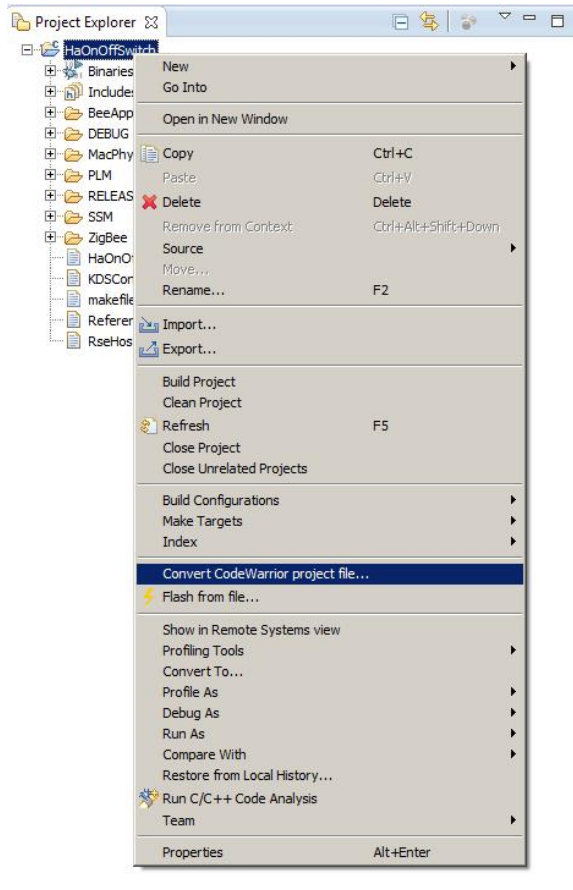 Project Explorer
HaOnOffSwitch
Binaries
Includes
BeeApp
DEBUG
MacPhy
PLM
RELEAS
SSM
ZigBee
HaOnO
KDSCon
makefile
Referen
RseHos
New
Go Into
Open in New Window
Copy Ctrl+C
Paste Ctrl+V
Delete Delete
Remove from Context Ctrl+Alt+Shift+Down
Source
Move...
Rename... F2
Import...
Export...
Build Project
Clean Project
Refresh F5
Close Project
Close Unrelated Projects
Build Configurations
Make Targets
Index
Convert CodeWarrior project file...
Flash from file...
Show in Remote Systems view
Profiling Tools
Convert To...
Profile As
Debug As
Run As
Compare With
Restore from Local History...
Run C/C++ Code Analysis
Team
Properties Alt+Enter